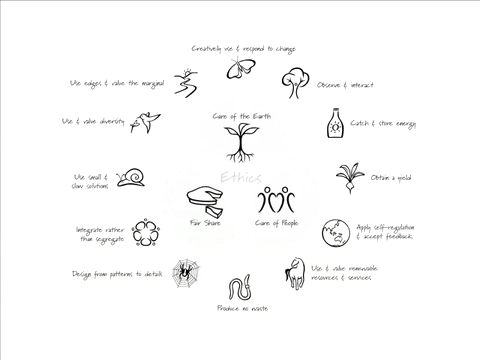 Creatively use & respond to change
Use edges & value the marginal
Observe & interact
Use & value diversity
Care of the Earth
Catch & store energy
Use small &
slow solutions
Ethics
Obtain a yield
Fair Share
Care of People
Integrate rather
than segregate
Apply self-regulation
& accept feedback
Design from patterns to detail
Use & value renewable
resources & services
Produce no waste